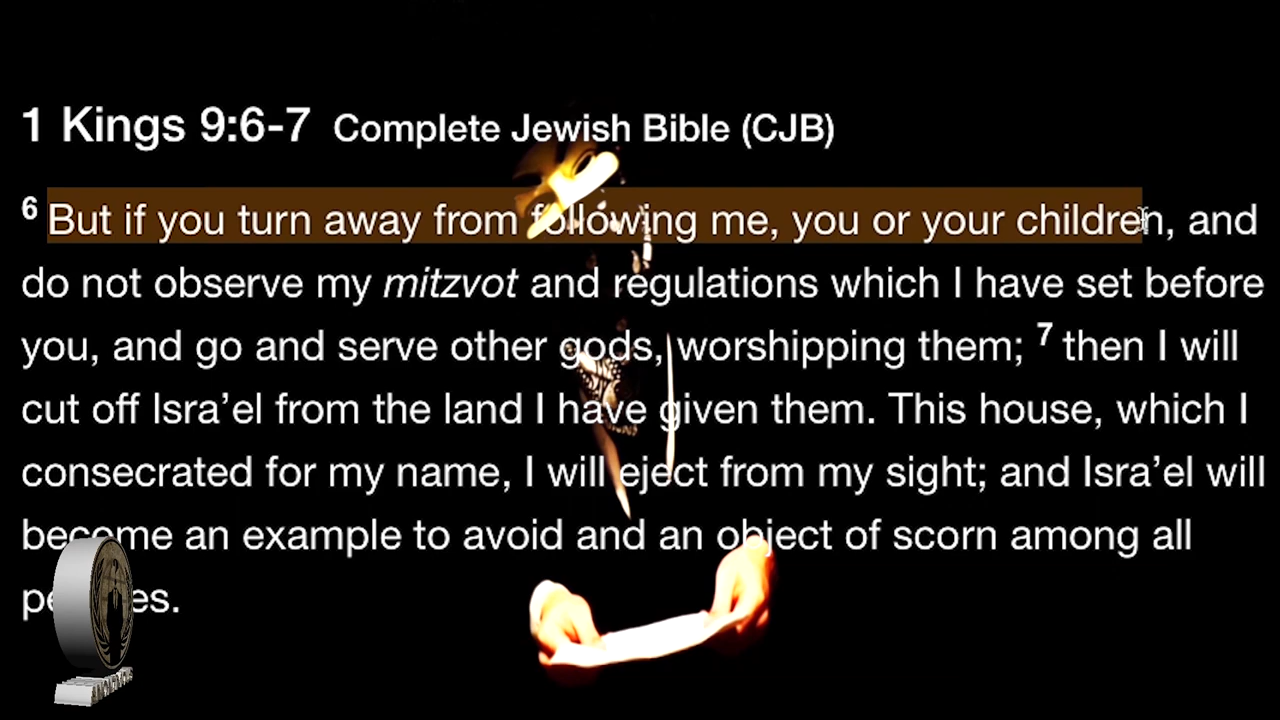 1 Kings 9:6-7 Complete Jewish Bible (CJB)
6 But if you turn away from following me, you or your children, and
do not observe my mitzvot and regulations which I have set before
you, and go and serve other gods, worshipping them; 7 then I will
cut off Isra’el from the land I have given them. This house, which I
consecrated for my name, I will eject from my sight; and Isra’el will
become an example to avoid and an object of scorn among all